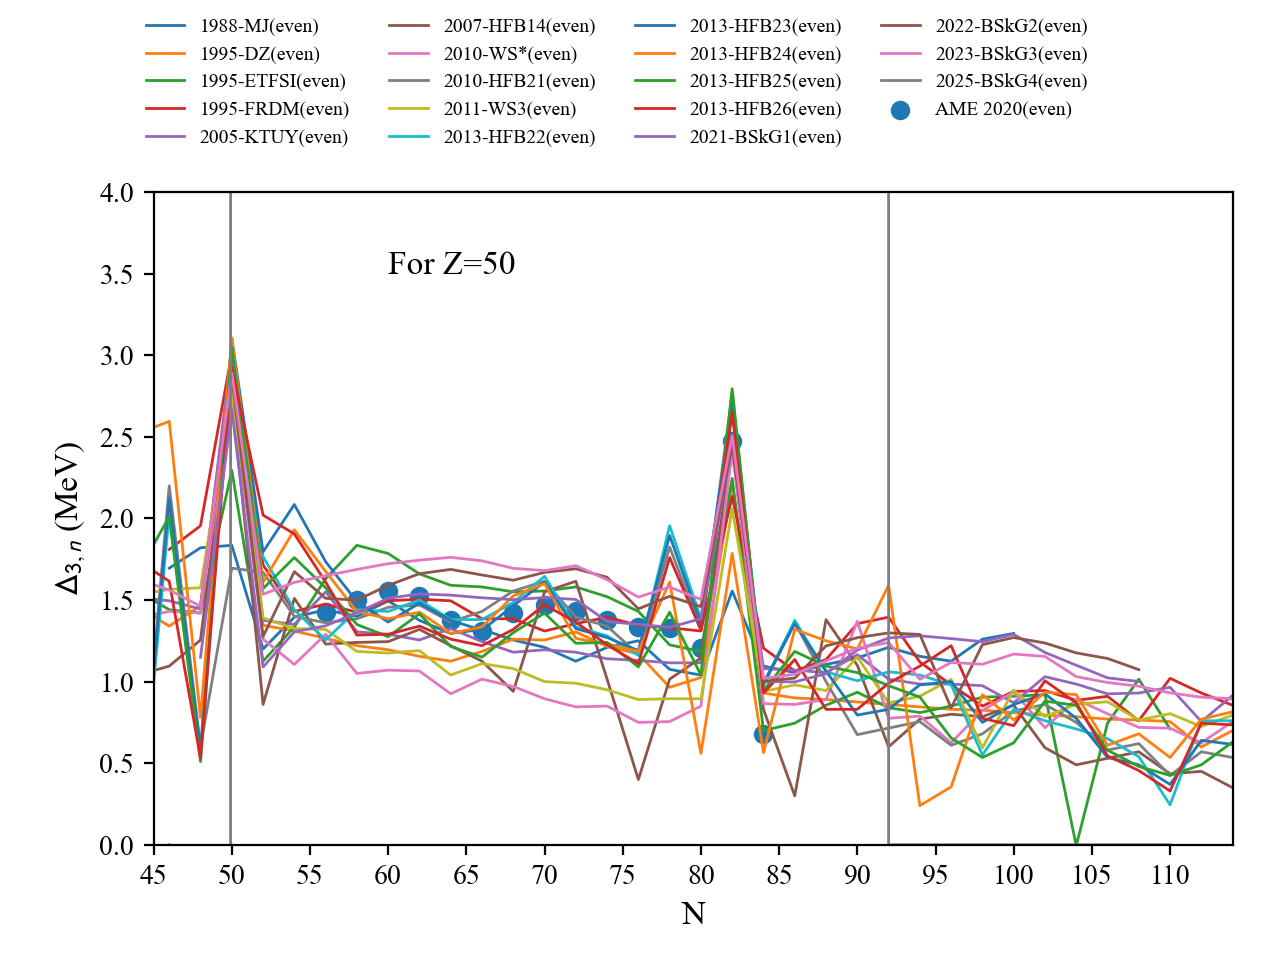 1988-MJ(even)
1995-DZ(even)
1995-ETFSI(even)
1995-FRDM(even)
2005-KTUY(even)
2007-HFB14(even)
2010-WS*(even)
2010-HFB21(even)
2011-WS3(even)
2013-HFB22(even)
2013-HFB23(even)
2013-HFB24(even)
2013-HFB25(even)
2013-HFB26(even)
2021-BSkG1(even)
2022-BSkG2(even)
2023-BSkG3(even)
2025-BSkG4(even)
AME 2020(even)
4.0
3.5
3.0
2.5
2.0
1.5
1.0
0.5
0.0
Δ3, n (MeV)
For Z=50
45 50 55 60 65 70 75 80 85 90 95 100 105 110
N